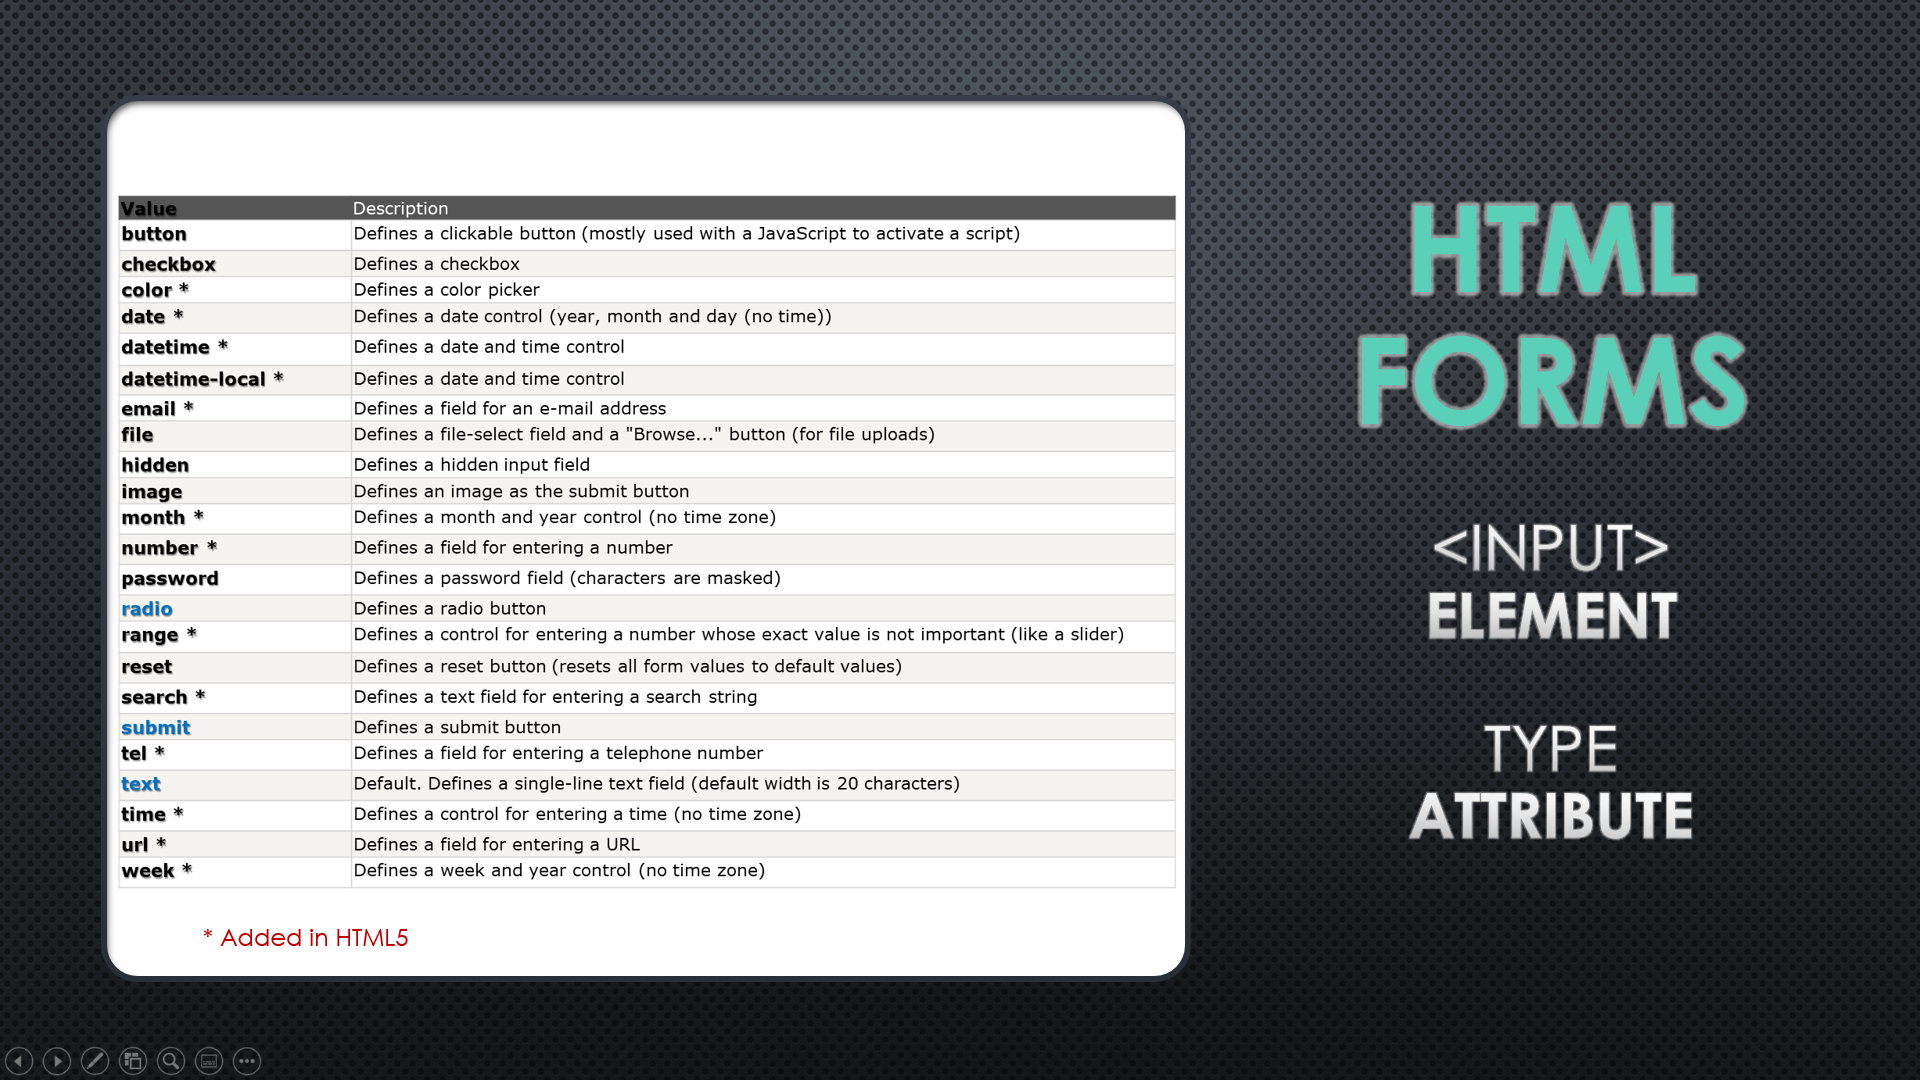 Value Description
button Defines a clickable button (mostly used with a JavaScript to activate a script)
checkbox Defines a checkbox
color * Defines a color picker
date * Defines a date control (year, month and day (no time))
datetime * Defines a date and time control
datetime-local * Defines a date and time control
email * Defines a field for an e-mail address
file Defines a file-select field and a "Browse..." button (for file uploads)
hidden Defines a hidden input field
image Defines an image as the submit button
month * Defines a month and year control (no time zone)
number * Defines a field for entering a number
password Defines a password field (characters are masked)
radio Defines a radio button
range * Defines a control for entering a number whose exact value is not important (like a slider)
reset Defines a reset button (resets all form values to default values)
search * Defines a text field for entering a search string
submit Defines a submit button
tel * Defines a field for entering a telephone number
text Default. Defines a single-line text field (default width is 20 characters)
time * Defines a control for entering a time (no time zone)
url * Defines a field for entering a URL
week * Defines a week and year control (no time zone)
* Added in HTML5
HTML
FORMS
<INPUT>
ELEMENT
TYPE
ATTRIBUTE